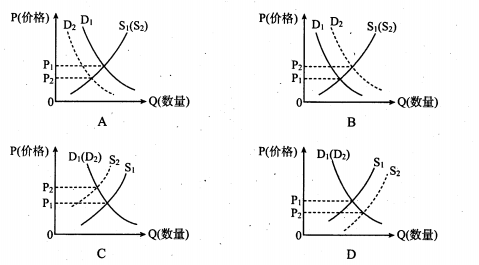 P(价格)
D₂ D₁ S₁(S₂)
P₁
P₂
0 Q(数量)
A
P(价格)
D₁ D₂ S₁(S₂)
P₂
P₁
0 Q(数量)
B
P(价格)
D₁(D₂) S₂ S₁
P₂
P₁
0 Q(数量)
C
P(价格)
D₁(D₂) S₁ S₂
P₁
P₂
0 Q(数量)
D